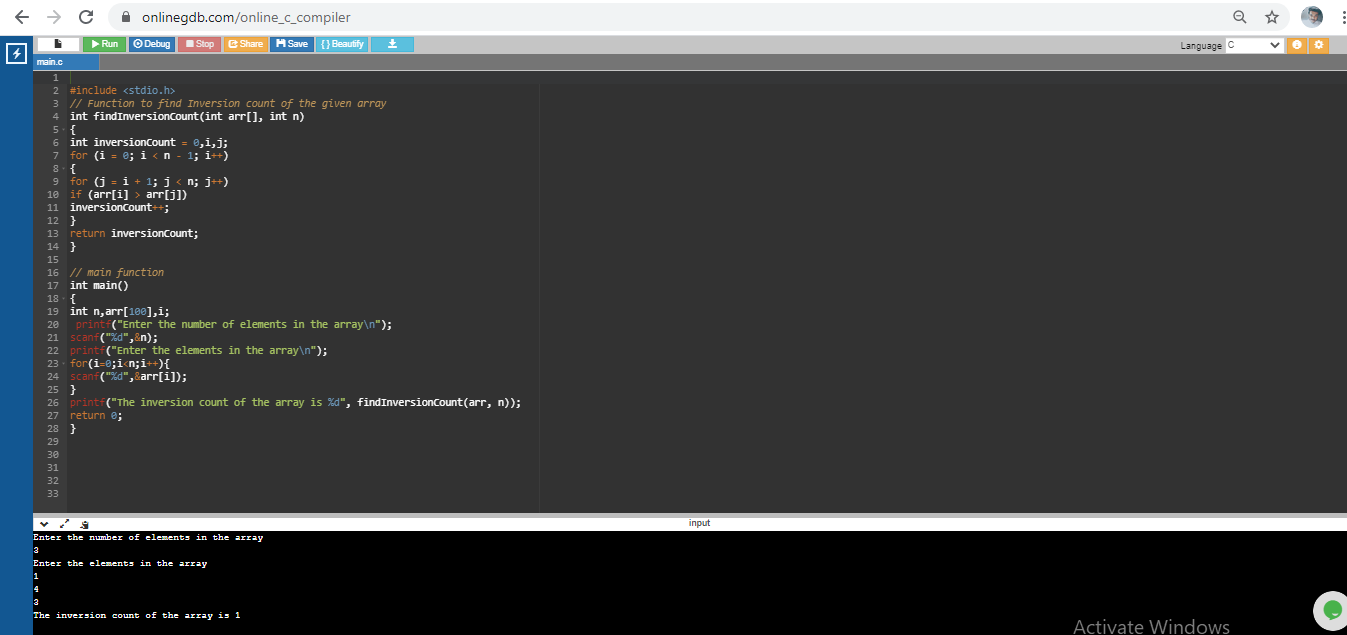 onlinegdb.com/online_c_compiler
Run Debug Stop Share Save {} Beautify
Language C
main.c
1
2 #include <stdio.h>
3 // Function to find Inversion count of the given array
4 int findInversionCount(int arr[], int n)
5 {
6 int inversionCount = 0,i,j;
7 for (i = 0; i < n - 1; i++)
8 {
9 for (j = i + 1; j < n; j++)
10 if (arr[i] > arr[j])
11 inversionCount++;
12 }
13 return inversionCount;
14 }
15
16 // main function
17 int main()
18 {
19 int n,arr[100],i;
20 printf("Enter the number of elements in the array\n");
21 scanf("%d",&n);
22 printf("Enter the elements in the array\n");
23 for(i=0;i<n;i++){
24 scanf("%d",&arr[i]);
25 }
26 printf("The inversion count of the array is %d", findInversionCount(arr, n));
27 return 0;
28 }
29
30
31
32
33
input
Enter the number of elements in the array
3
Enter the elements in the array
1
4
3
The inversion count of the array is 1
Activate Windows